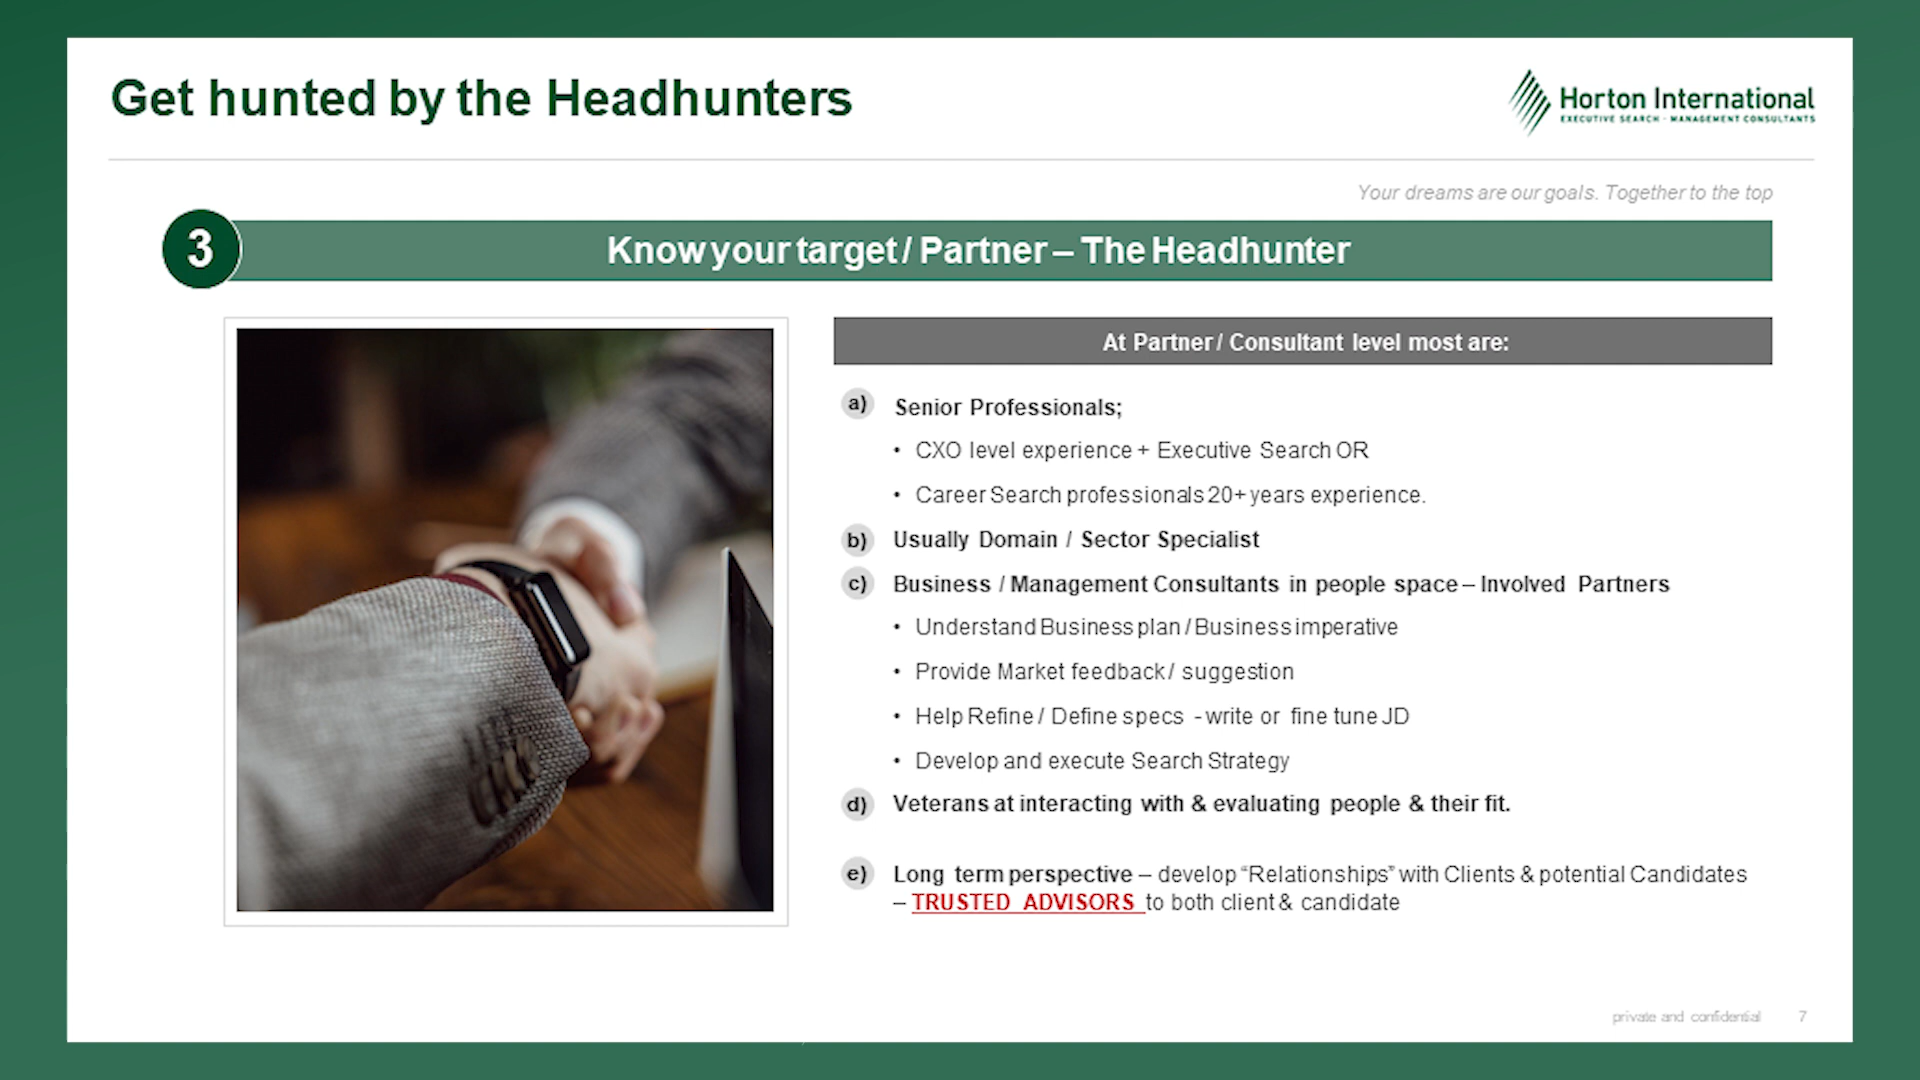 Get hunted by the Headhunters
Horton International
EXECUTIVE SEARCH - MANAGEMENT CONSULTANTS
Your dreams are our goals. Together to the top
3
Know your target / Partner – The Headhunter
At Partner / Consultant level most are:
a) Senior Professionals;
• CXO level experience + Executive Search OR
• Career Search professionals 20+ years experience.
b) Usually Domain / Sector Specialist
c) Business / Management Consultants in people space – Involved Partners
• Understand Business plan / Business imperative
• Provide Market feedback / suggestion
• Help Refine / Define specs - write or fine tune JD
• Develop and execute Search Strategy
d) Veterans at interacting with & evaluating people & their fit.
e) Long term perspective – develop “Relationships” with Clients & potential Candidates
– TRUSTED ADVISORS to both client & candidate
private and confidential 7